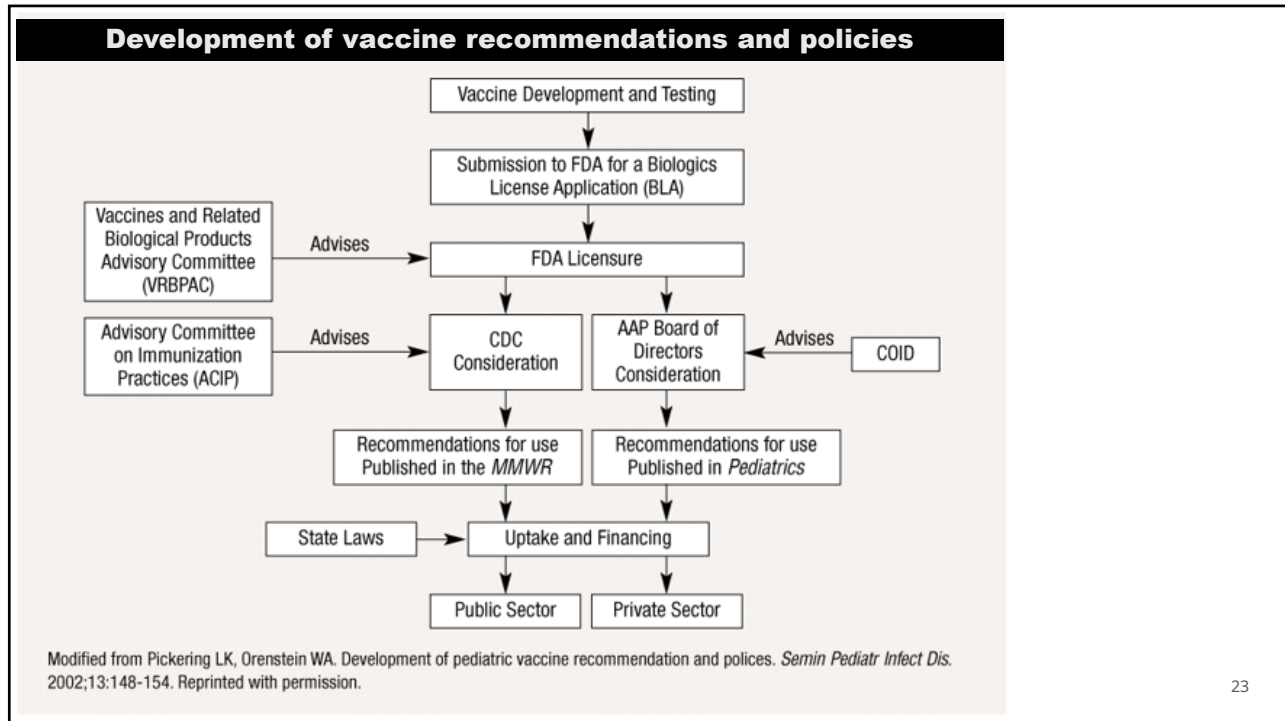 Development of vaccine recommendations and policies
Vaccine Development and Testing
Submission to FDA for a Biologics
License Application (BLA)
Vaccines and Related
Biological Products
Advisory Committee
(VRBPAC)
Advises
FDA Licensure
Advisory Committee
on Immunization
Practices (ACIP)
Advises
CDC
Consideration
AAP Board of
Directors
Consideration
Advises
COID
Recommendations for use
Published in the MMWR
Recommendations for use
Published in Pediatrics
State Laws
Uptake and Financing
Public Sector
Private Sector
Modified from Pickering LK, Orenstein WA. Development of pediatric vaccine recommendation and polices. Semin Pediatr Infect Dis.
2002;13:148-154. Reprinted with permission.
23